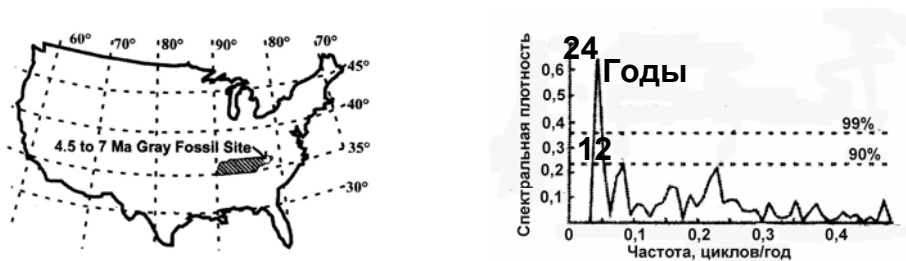 60° 70° 80° 90° 80° 70°
45°
40°
35°
30°
4.5 to 7 Ma Gray Fossil Site
Спектральная плотность
24
Годы
0,6
0,5
0,4
99%
0,3
12
90%
0,2
0,1
0 0,1 0,2 0,3 0,4
Частота, циклов/год